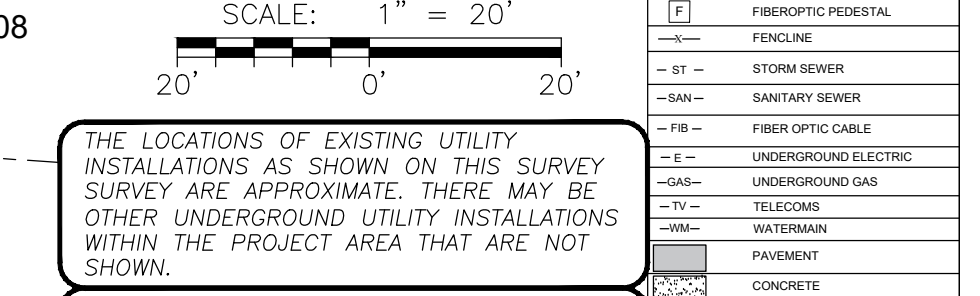 08
SCALE: 1" = 20'
20' 0' 20'
THE LOCATIONS OF EXISTING UTILITY
INSTALLATIONS AS SHOWN ON THIS SURVEY
SURVEY ARE APPROXIMATE. THERE MAY BE
OTHER UNDERGROUND UTILITY INSTALLATIONS
WITHIN THE PROJECT AREA THAT ARE NOT
SHOWN.
F FIBEROPTIC PEDESTAL
—X— FENCLINE
— ST — STORM SEWER
—SAN— SANITARY SEWER
— FIB — FIBER OPTIC CABLE
— E — UNDERGROUND ELECTRIC
—GAS— UNDERGROUND GAS
— TV — TELECOMS
—WM— WATERMAIN
PAVEMENT
CONCRETE